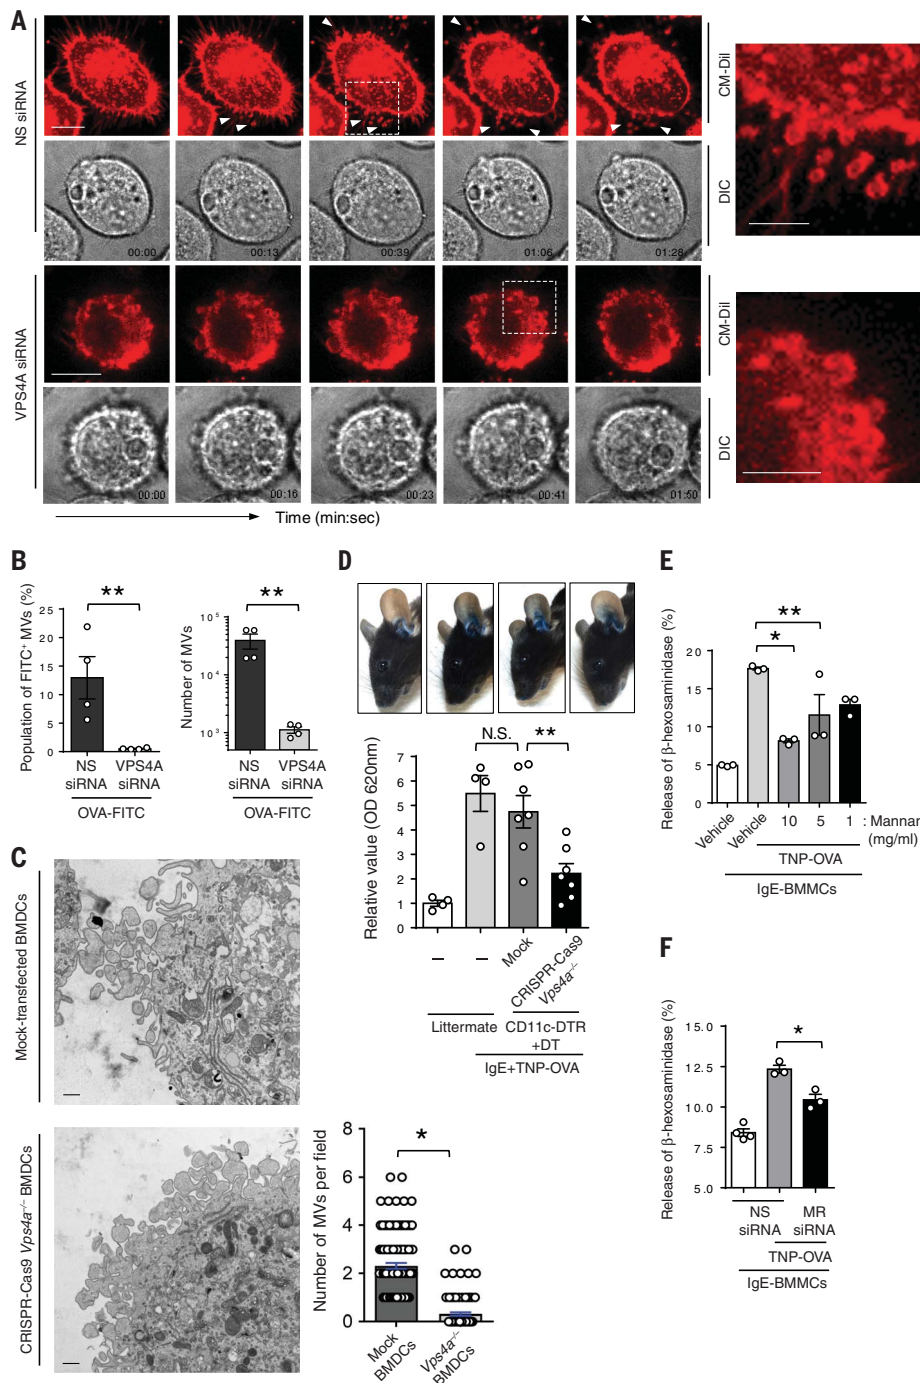 A
NS siRNA
CM-DiI
DIC
00:00
00:13
00:39
01:06
01:28
VPS4A siRNA
CM-DiI
DIC
00:00
00:16
00:23
00:41
01:50
Time (min:sec)
B
Population of FITC+ MVs (%)
25
20
15
10
5
0
**
NS
siRNA
VPS4A
siRNA
OVA-FITC
Number of MVs
10^5
10^4
10^3
**
NS
siRNA
VPS4A
siRNA
OVA-FITC
C
Mock-transfected BMDCs
CRISPR-Cas9 Vps4a–/– BMDCs
Number of MVs per field
8
6
4
2
0
*
Mock
BMDCs
Vps4a–/–
BMDCs
D
Relative value (OD 620nm)
7
6
5
4
3
2
1
0
N.S.
**
–
–
Mock
CRISPR-Cas9
Vps4a–/–
Littermate
CD11c-DTR
+DT
IgE+TNP-OVA
E
Release of β-hexosaminidase (%)
20
15
10
5
0
**
*
Vehicle
Vehicle
10
5
1
: Mannan
(mg/ml)
TNP-OVA
IgE-BMMCs
F
Release of β-hexosaminidase (%)
15.0
12.5
10.0
7.5
5.0
*
NS
siRNA
MR
siRNA
TNP-OVA
IgE-BMMCs